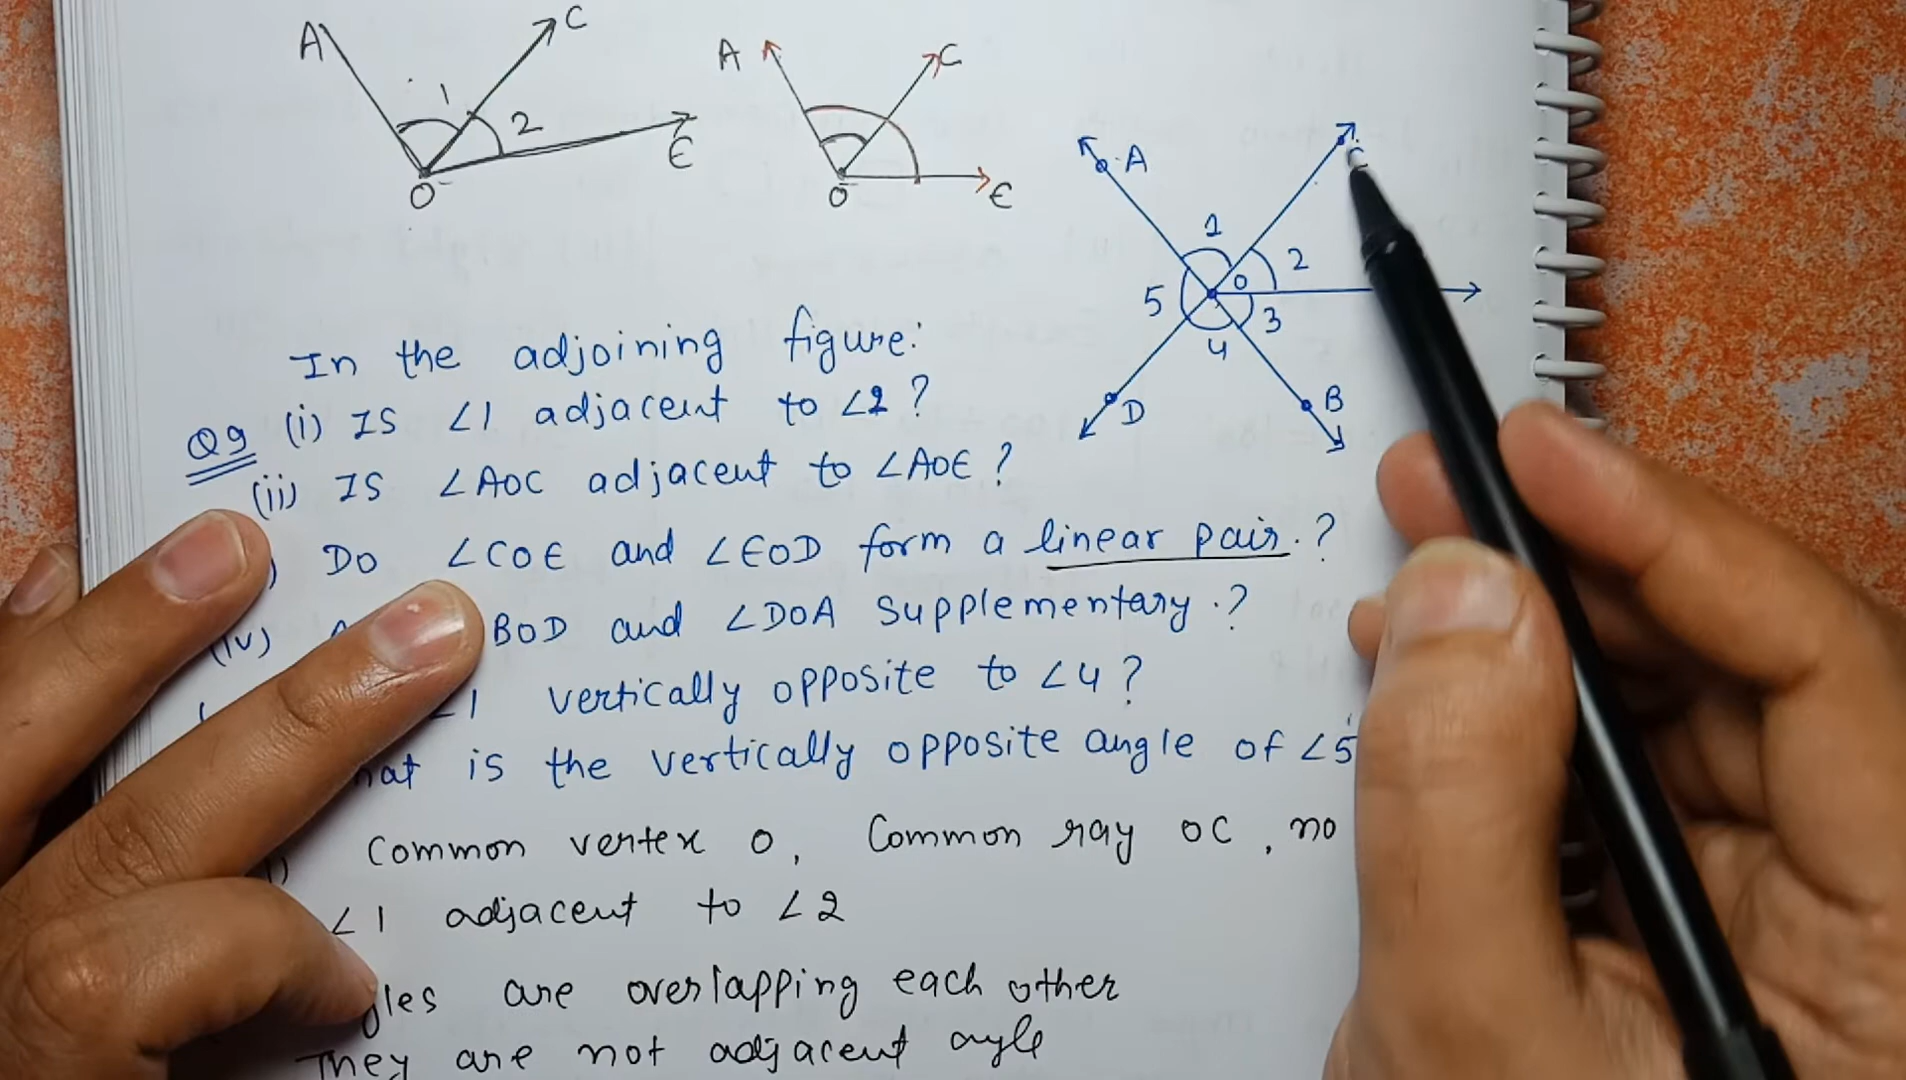 A
C
1
2
E
O
A
C
O
E
A
1
O
2
5
3
4
D
B
In the adjoining figure:
Q9 (i) IS ∠1 adjacent to ∠2?
(ii) IS ∠AOC adjacent to ∠AOE?
) Do ∠COE and ∠EOD form a linear pair.?
(iv) BOD and ∠DOA supplementary.?
∠1 vertically opposite to ∠4?
hat is the vertically opposite angle of ∠5
) Common vertex O, Common ray OC, no
∠1 adjacent to ∠2
gles are overlapping each other
They are not adjacent angle